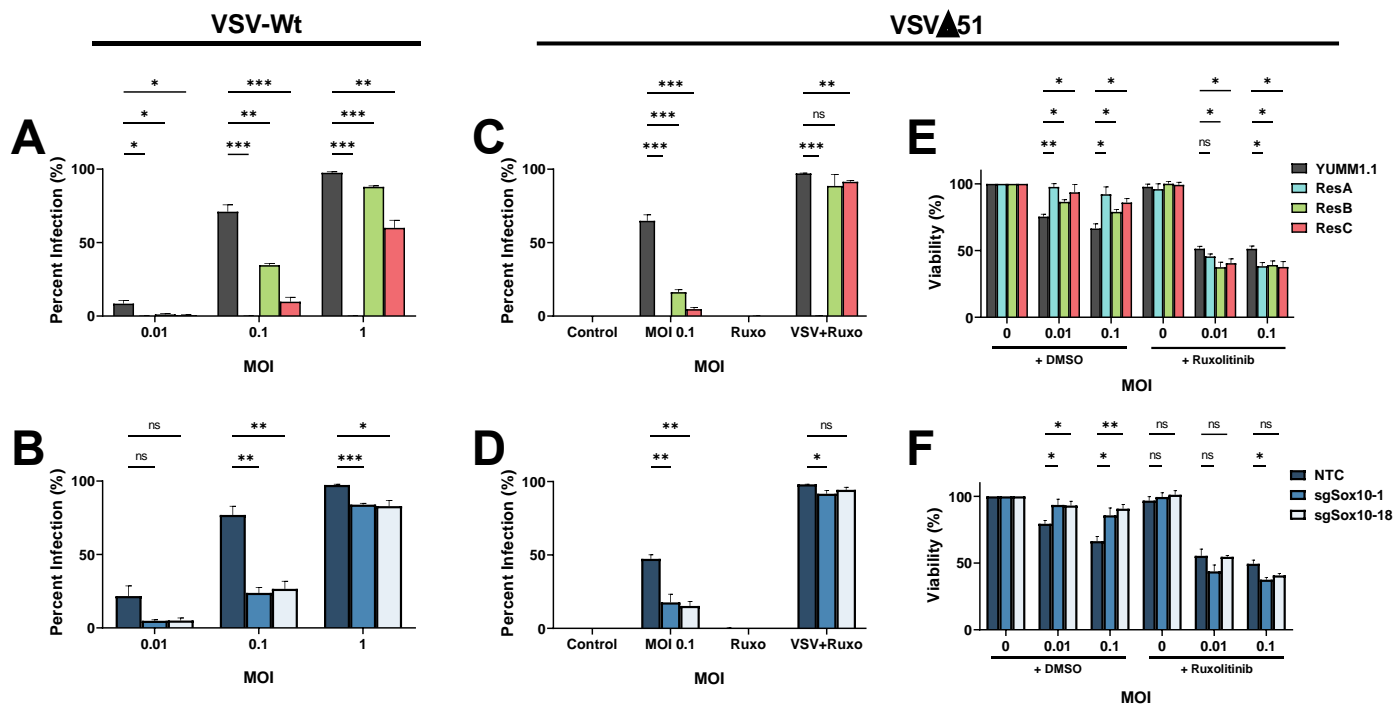 VSV-Wt
VSV▲51
A
* 
*
*
***
**
***
**
***
***
Percent Infection (%)
100
50
0
0.01
0.1
1
MOI
C
***
***
***
**
ns
***
Percent Infection (%)
100
50
0
Control
MOI 0.1
Ruxo
VSV+Ruxo
MOI
E
*
*
**
*
*
*
*
*
ns
*
*
*
Viability (%)
100
50
0
0
0.01
0.1
0
0.01
0.1
+ DMSO
+ Ruxolitinib
MOI
YUMM1.1
ResA
ResB
ResC
B
ns
ns
**
**
*
***
Percent Infection (%)
100
50
0
0.01
0.1
1
MOI
D
**
**
ns
*
Percent Infection (%)
100
50
0
Control
MOI 0.1
Ruxo
VSV+Ruxo
MOI
F
*
*
**
*
ns
ns
ns
ns
ns
*
Viability (%)
100
50
0
0
0.01
0.1
0
0.01
0.1
+ DMSO
+ Ruxolitinib
MOI
NTC
sgSox10-1
sgSox10-18